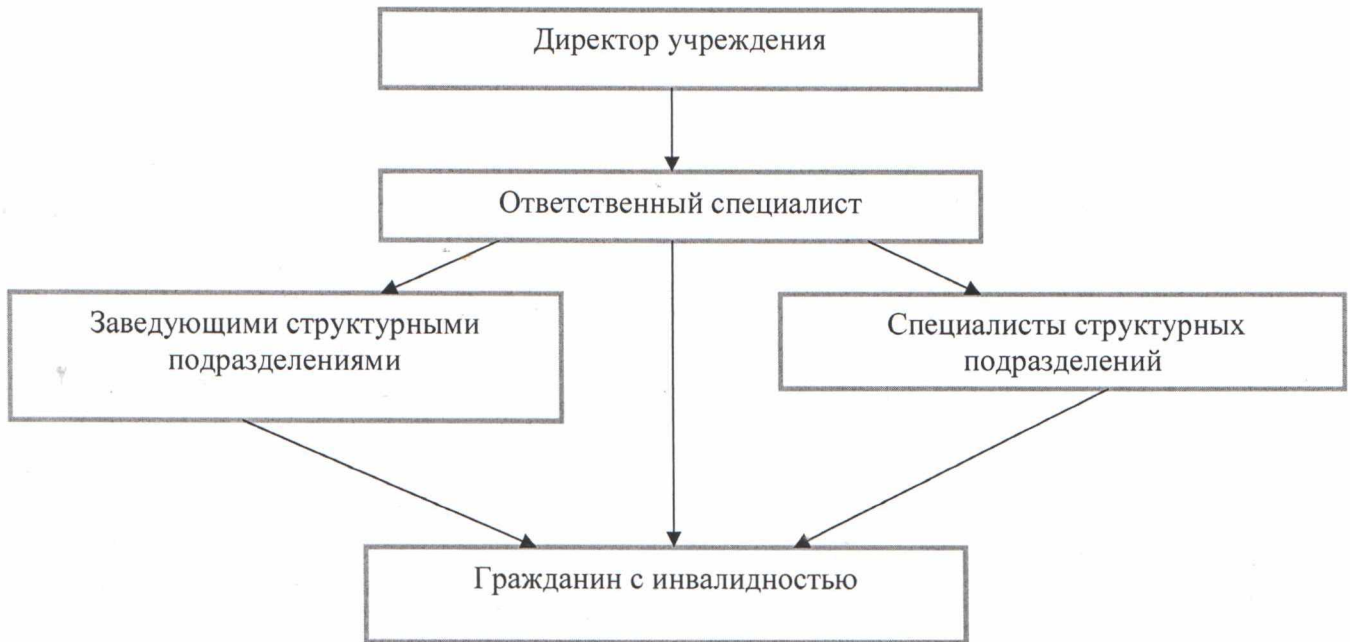 Директор учреждения
Ответственный специалист
Заведующими структурными
подразделениями
Специалисты структурных
подразделений
Гражданин с инвалидностью